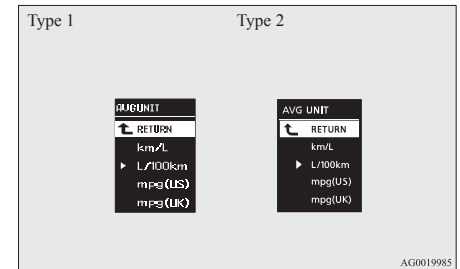 Type 1
AVGUNIT
RETURN
km/L
L/100km
mpg(US)
mpg(UK)
Type 2
AVG UNIT
RETURN
km/L
L/100km
mpg(US)
mpg(UK)
AG0019985